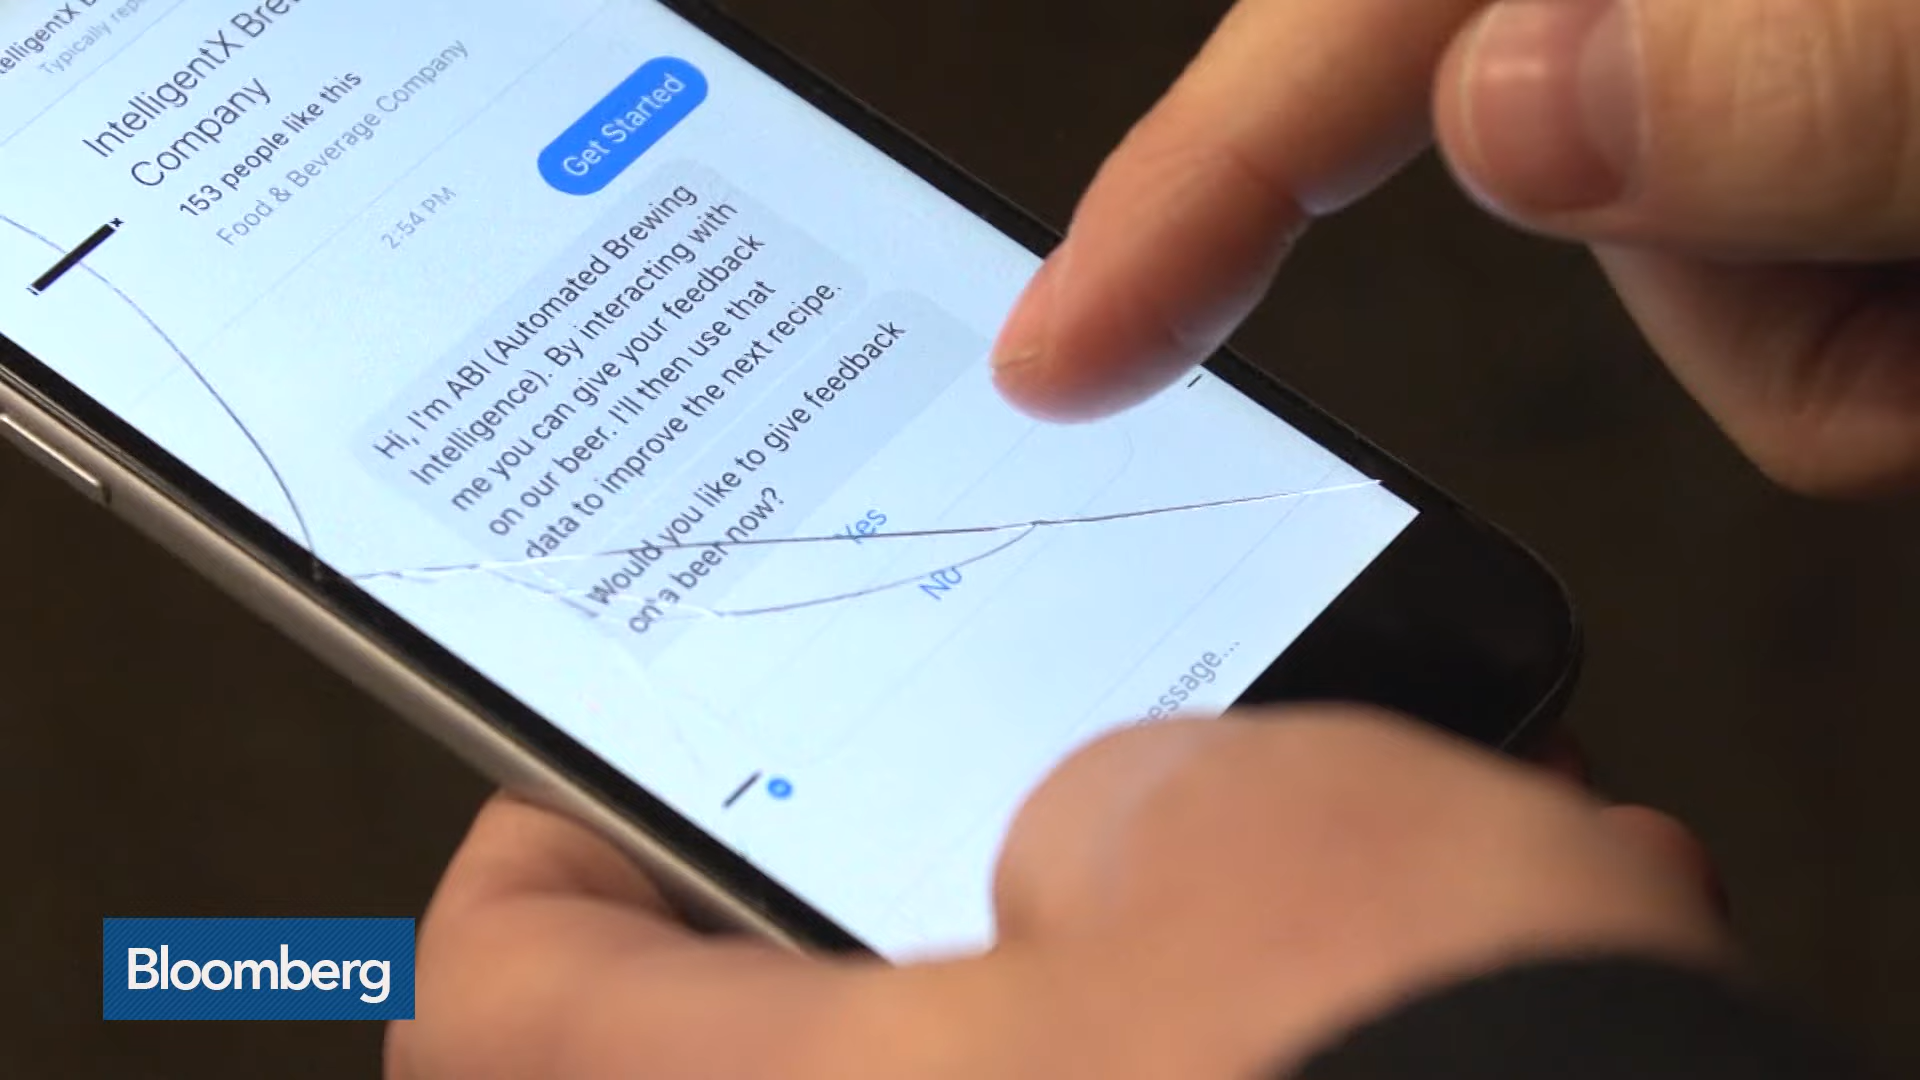 Typically
IntelligentX
Company
153 people like this
Food & Beverage Company
2:54 PM
Get Started
Hi, I'm ABI (Automated Brewing
Intelligence). By interacting with
me you can give your feedback
on our beer. I'll then use that
data to improve the next recipe.
Would you like to give feedback
on a beer now?
Yes
No
Bloomberg